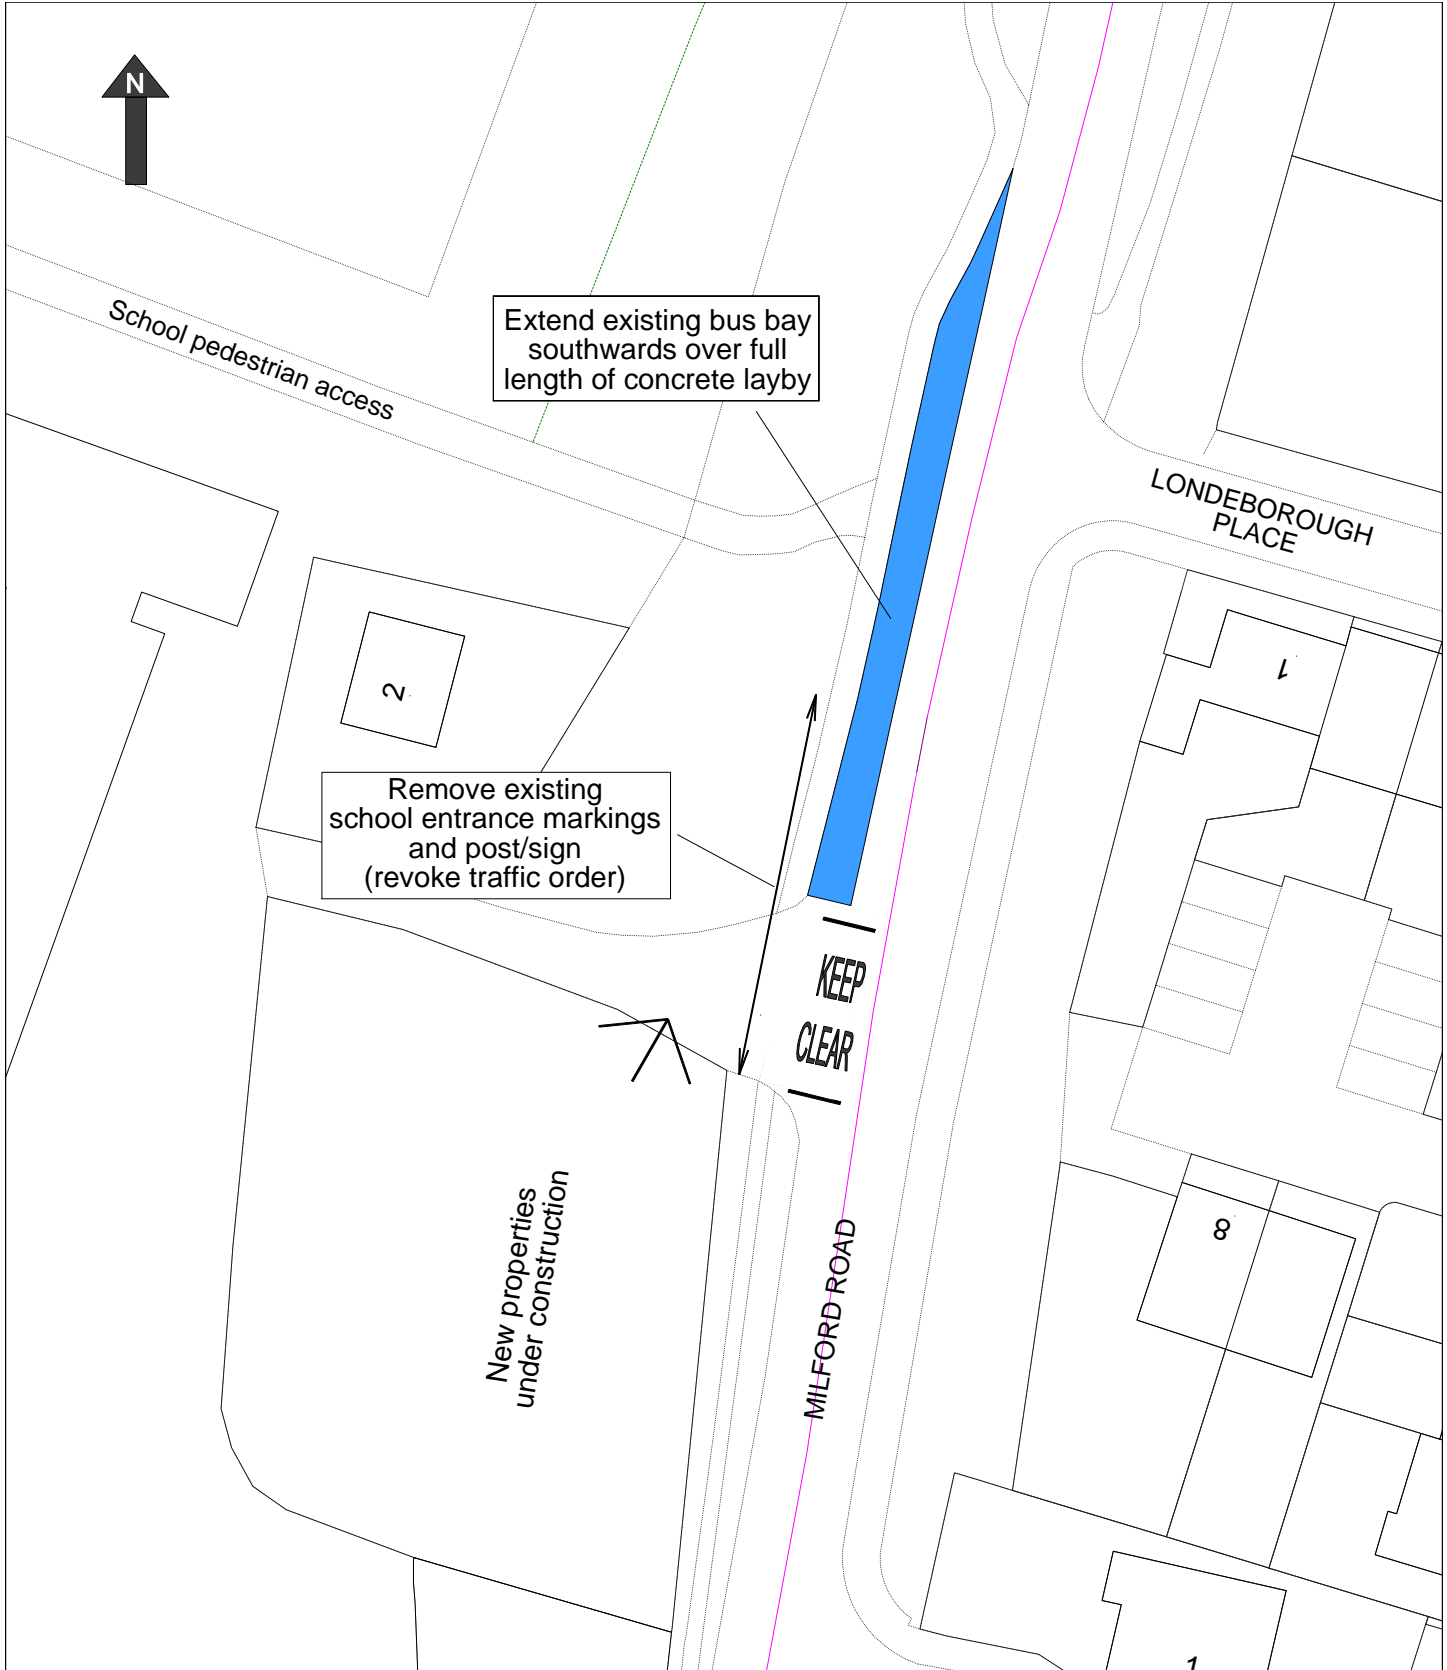 N
School pedestrian access
Extend existing bus bay
southwards over full
length of concrete layby
LONDEBOROUGH
PLACE
2
1
Remove existing
school entrance markings
and post/sign
(revoke traffic order)
KEEP
CLEAR
New properties
under construction
MILFORD ROAD
8
1